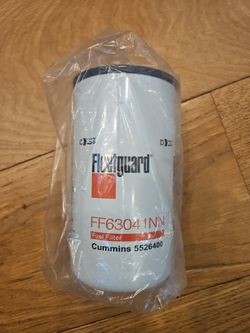 Fleetguard
FF63041NN
Fuel Filter
Cummins 5526400